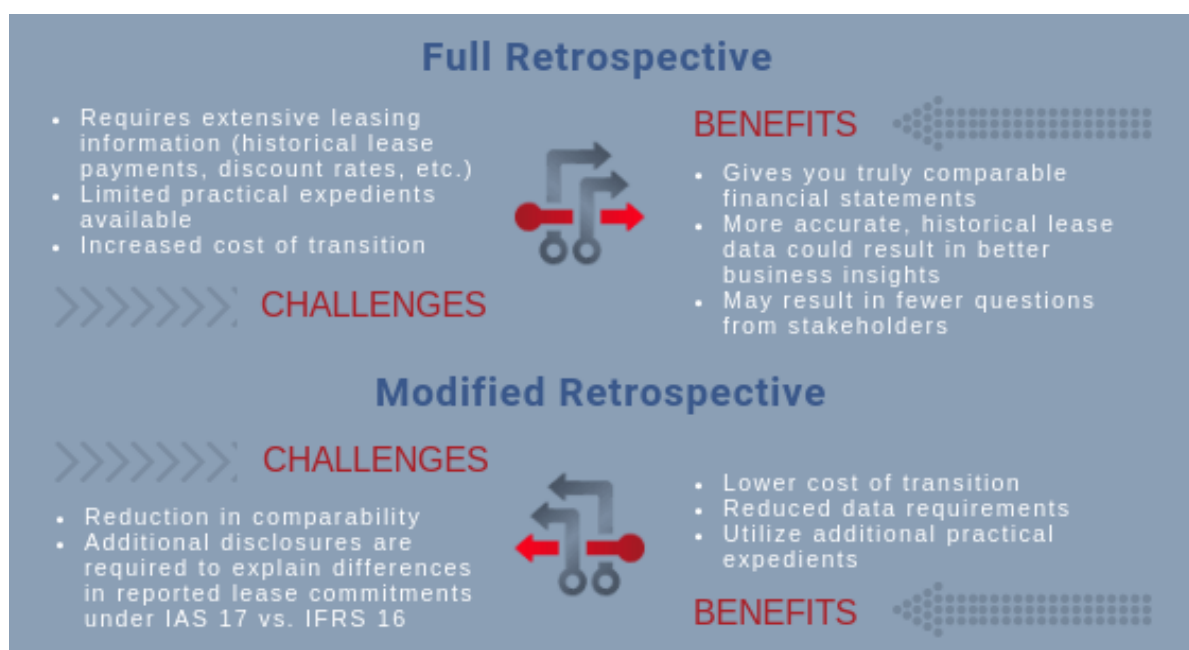 Full Retrospective
• Requires extensive leasing
information (historical lease
payments, discount rates, etc.)
• Limited practical expedients
available
• Increased cost of transition
CHALLENGES
BENEFITS
• Gives you truly comparable
financial statements
• More accurate, historical lease
data could result in better
business insights
• May result in fewer questions
from stakeholders
Modified Retrospective
CHALLENGES
• Reduction in comparability
• Additional disclosures are
required to explain differences
in reported lease commitments
under IAS 17 vs. IFRS 16
• Lower cost of transition
• Reduced data requirements
• Utilize additional practical
expedients
BENEFITS